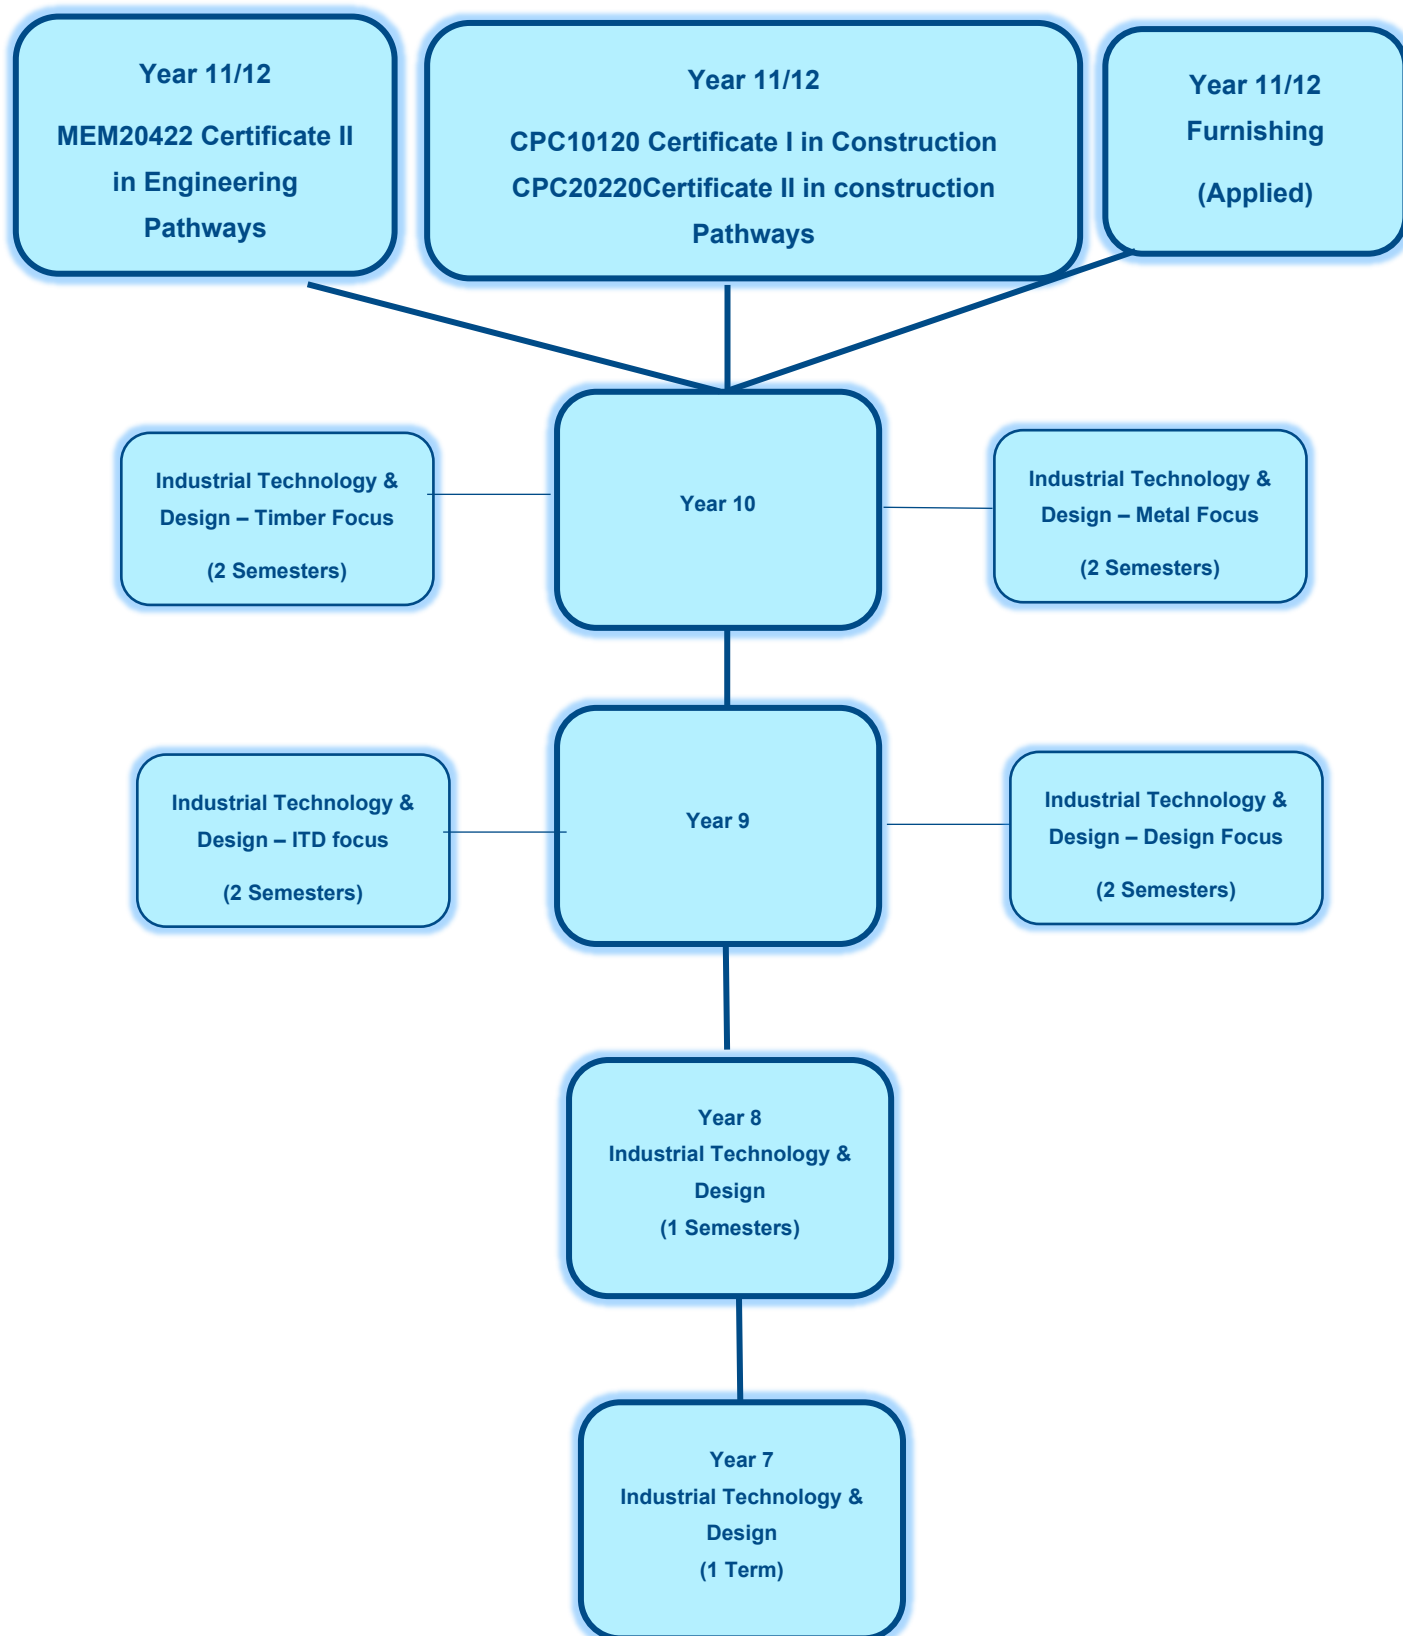 Year 11/12
MEM20422 Certificate II
in Engineering
Pathways
Year 11/12
CPC10120 Certificate I in Construction
CPC20220Certificate II in construction
Pathways
Year 11/12
Furnishing
(Applied)
Industrial Technology &
Design – Timber Focus
(2 Semesters)
Year 10
Industrial Technology &
Design – Metal Focus
(2 Semesters)
Industrial Technology &
Design – ITD focus
(2 Semesters)
Year 9
Industrial Technology &
Design – Design Focus
(2 Semesters)
Year 8
Industrial Technology &
Design
(1 Semesters)
Year 7
Industrial Technology &
Design
(1 Term)